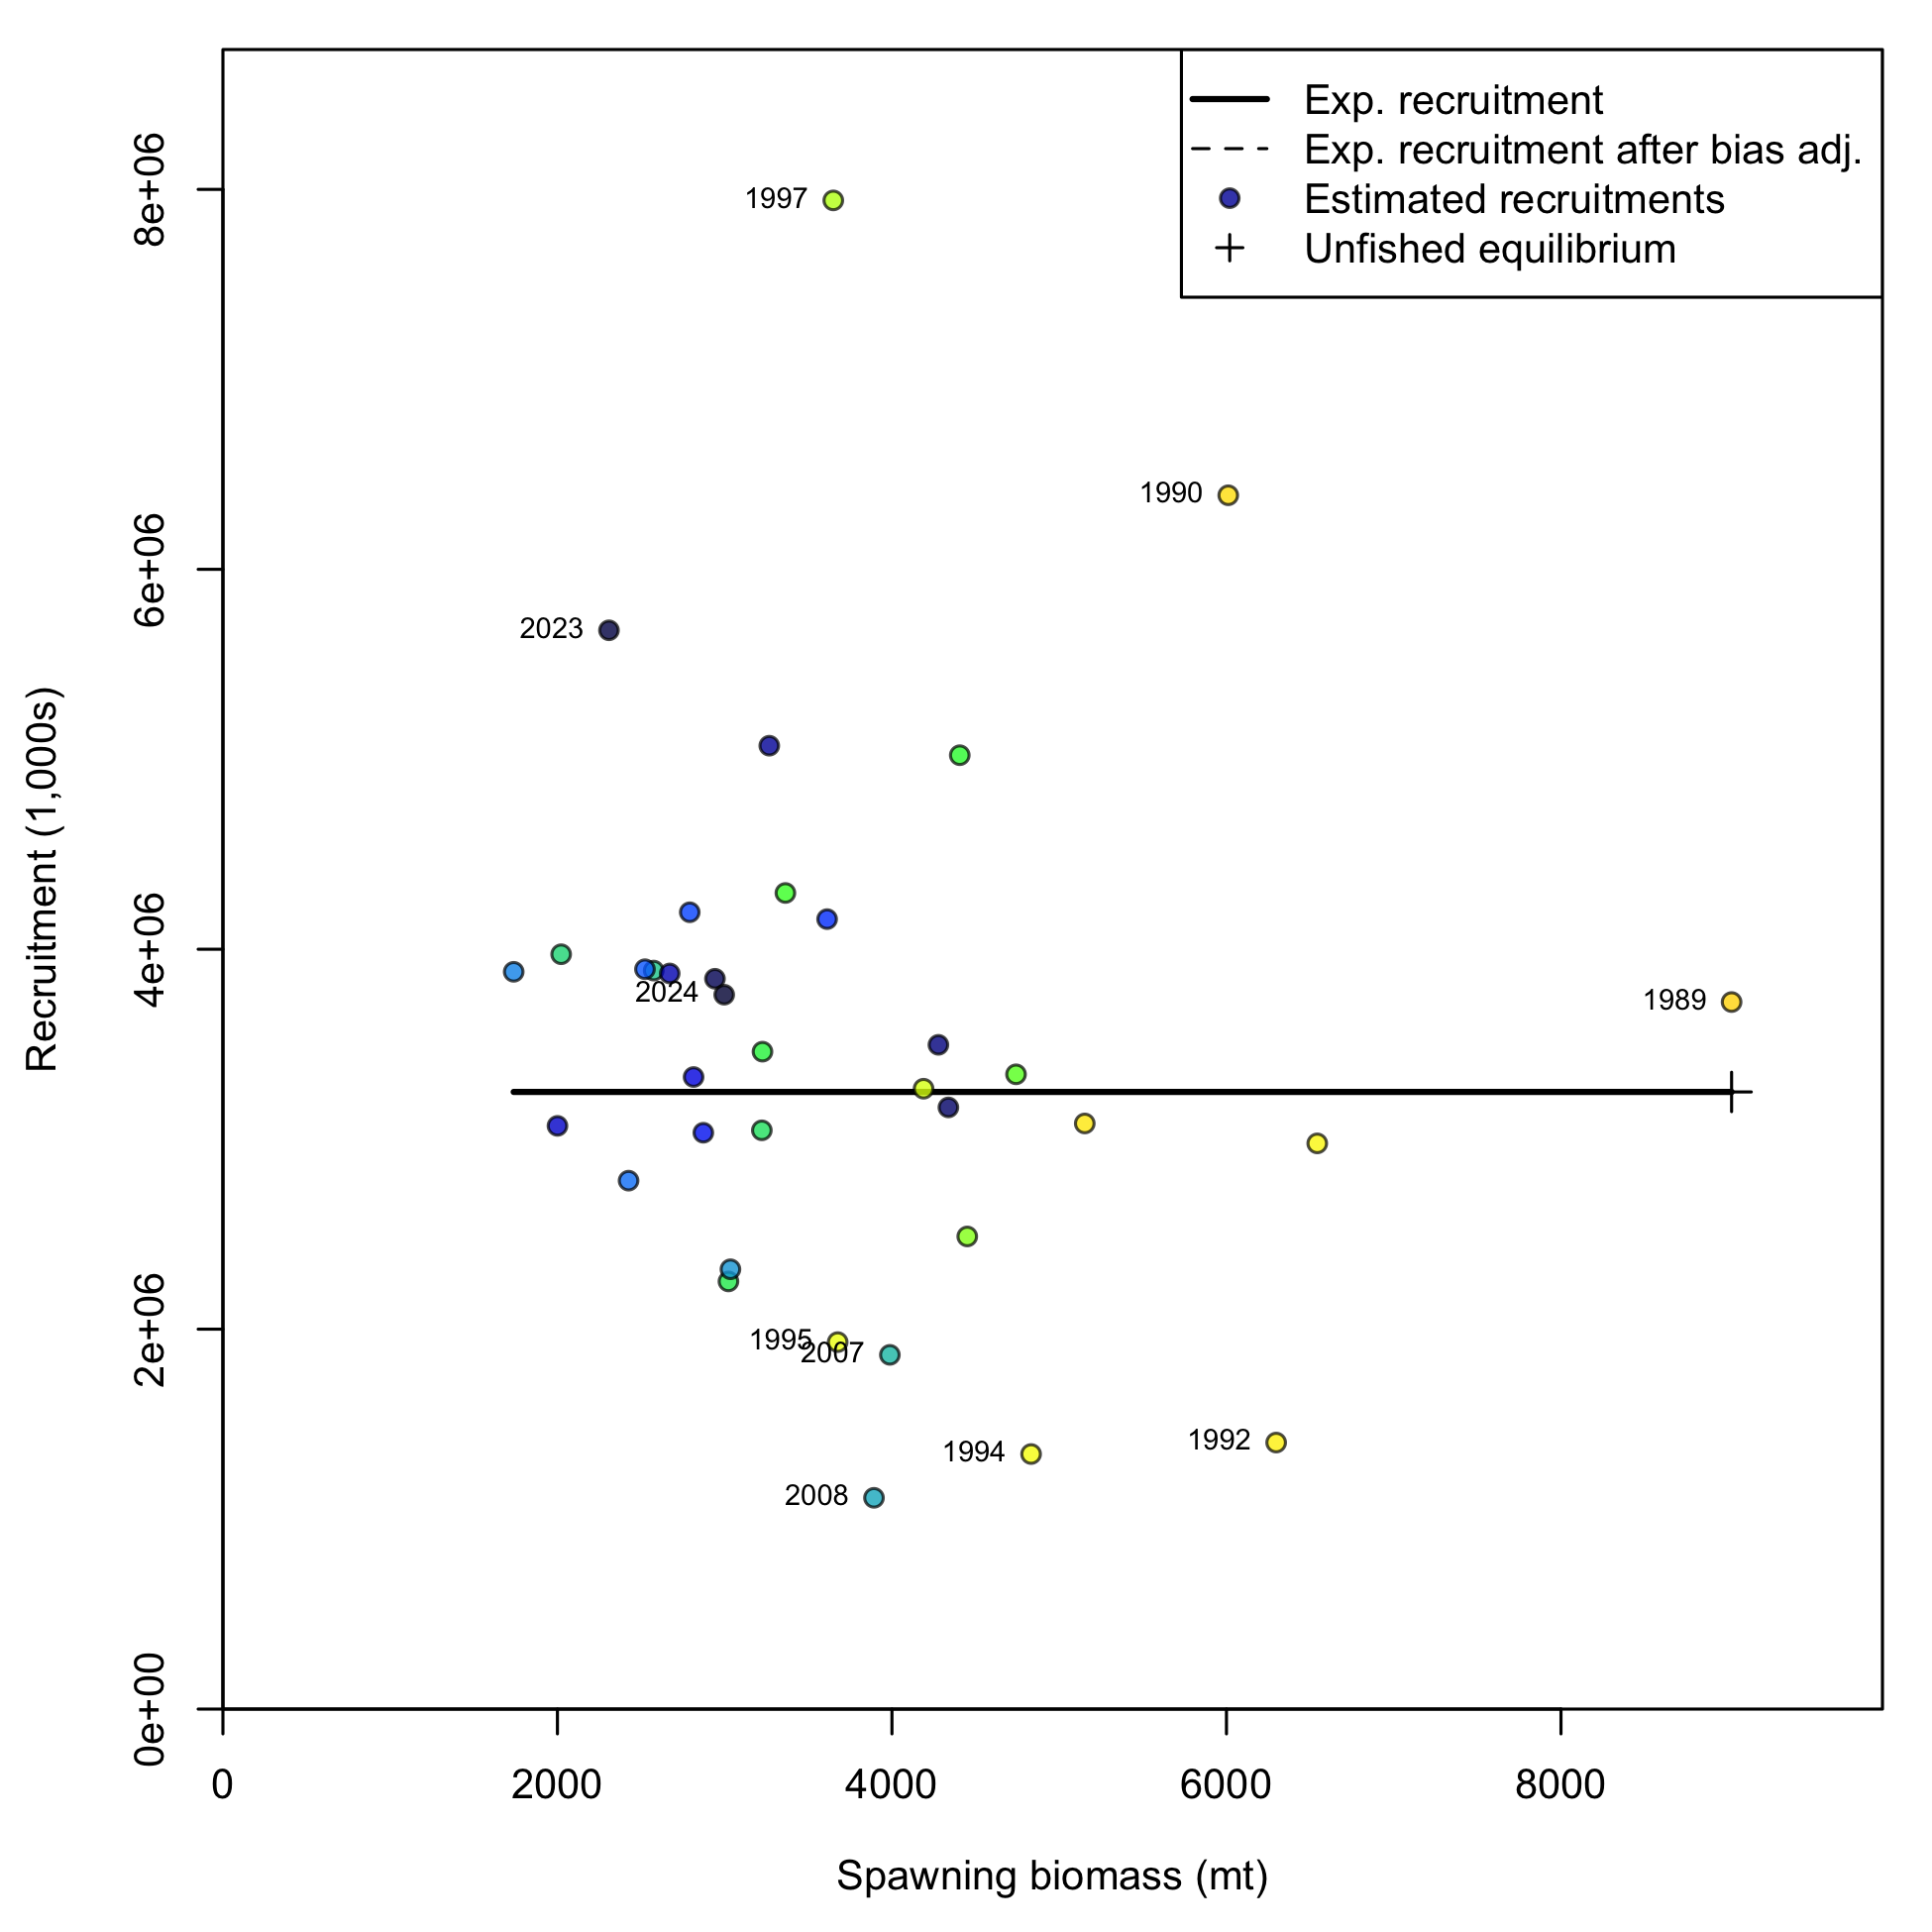 Exp. recruitment
Exp. recruitment after bias adj.
Estimated recruitments
Unfished equilibrium
8e+06
6e+06
4e+06
2e+06
0e+00
Recruitment (1,000s)
1997
1990
2023
2024
1989
1995
2007
1994
1992
2008
0
2000
4000
6000
8000
Spawning biomass (mt)